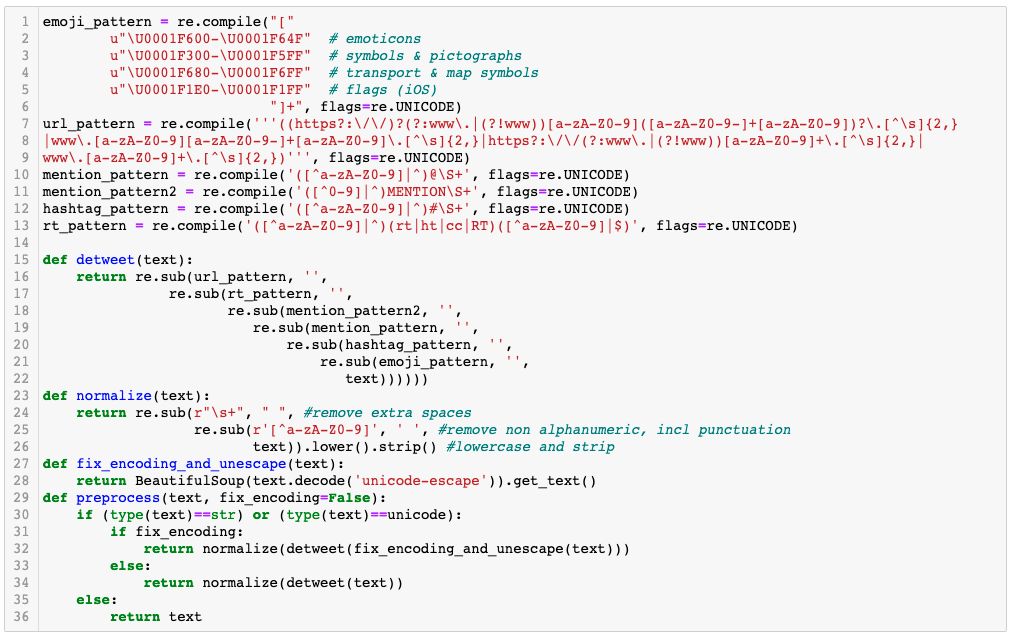 1 emoji_pattern = re.compile("["
2         u"\U0001F600-\U0001F64F"  # emoticons
3         u"\U0001F300-\U0001F5FF"  # symbols & pictographs
4         u"\U0001F680-\U0001F6FF"  # transport & map symbols
5         u"\U0001F1E0-\U0001F1FF"  # flags (iOS)
6                            "]+", flags=re.UNICODE)
7 url_pattern = re.compile('''((https?:\/\/)?(?:www\.|(?!www))[a-zA-Z0-9]([a-zA-Z0-9-]+[a-zA-Z0-9])?\.[^\s]{2,}
8 |www\.[a-zA-Z0-9][a-zA-Z0-9-]+[a-zA-Z0-9]\.[^\s]{2,}|https?:\/\/(?:www\.|(?!www))[a-zA-Z0-9]+\.[^\s]{2,}|
9 www\.[a-zA-Z0-9]+\.[^\s]{2,})''', flags=re.UNICODE)
10 mention_pattern = re.compile('([^a-zA-Z0-9]|^)@\S+', flags=re.UNICODE)
11 mention_pattern2 = re.compile('([^0-9]|^)MENTION\S+', flags=re.UNICODE)
12 hashtag_pattern = re.compile('([^a-zA-Z0-9]|^)#\S+', flags=re.UNICODE)
13 rt_pattern = re.compile('([^a-zA-Z0-9]|^)(rt|ht|cc|RT)([^a-zA-Z0-9]|$)', flags=re.UNICODE)
14
15 def detweet(text):
16     return re.sub(url_pattern, '',
17                re.sub(rt_pattern, '',
18                       re.sub(mention_pattern2, '',
19                          re.sub(mention_pattern, '',
20                              re.sub(hashtag_pattern, '',
21                                  re.sub(emoji_pattern, '',
22                                     text))))))
23 def normalize(text):
24     return re.sub(r"\s+", " ", #remove extra spaces
25                   re.sub(r'[^a-zA-Z0-9]', ' ', #remove non alphanumeric, incl punctuation
26                          text)).lower().strip() #lowercase and strip
27 def fix_encoding_and_unescape(text):
28     return BeautifulSoup(text.decode('unicode-escape')).get_text()
29 def preprocess(text, fix_encoding=False):
30     if (type(text)==str) or (type(text)==unicode):
31         if fix_encoding:
32             return normalize(detweet(fix_encoding_and_unescape(text)))
33         else:
34             return normalize(detweet(text))
35     else:
36         return text